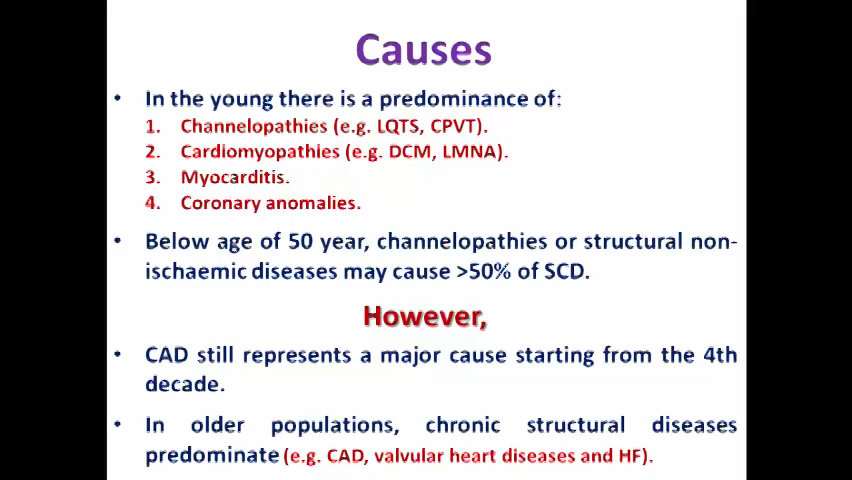 Causes
• In the young there is a predominance of:
1. Channelopathies (e.g. LQTS, CPVT).
2. Cardiomyopathies (e.g. DCM, LMNA).
3. Myocarditis.
4. Coronary anomalies.
• Below age of 50 year, channelopathies or structural non-
ischaemic diseases may cause >50% of SCD.
However,
• CAD still represents a major cause starting from the 4th
decade.
• In older populations, chronic structural diseases
predominate (e.g. CAD, valvular heart diseases and HF).